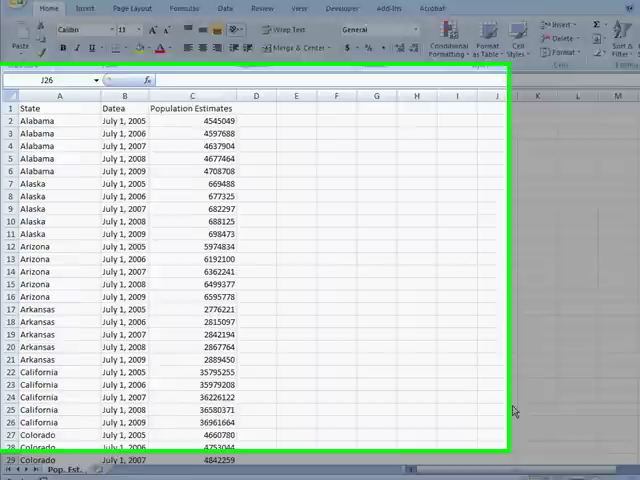 Home Insert Page Layout Formulas Data Review View Developer Add-Ins Acrobat
Paste Calibri 11 A Wrap Text General Conditional Formatting Format as Table Cell Styles Insert Delete Format Σ Sort & Filter
B I U Merge & Center $ % ,
J26 fx
A B C D E F G H I J K L M
1 State Datea Population Estimates
2 Alabama July 1, 2005 4545049
3 Alabama July 1, 2006 4597688
4 Alabama July 1, 2007 4637904
5 Alabama July 1, 2008 4677464
6 Alabama July 1, 2009 4708708
7 Alaska July 1, 2005 669488
8 Alaska July 1, 2006 677325
9 Alaska July 1, 2007 682297
10 Alaska July 1, 2008 688125
11 Alaska July 1, 2009 698473
12 Arizona July 1, 2005 5974834
13 Arizona July 1, 2006 6192100
14 Arizona July 1, 2007 6362241
15 Arizona July 1, 2008 6499377
16 Arizona July 1, 2009 6595778
17 Arkansas July 1, 2005 2776221
18 Arkansas July 1, 2006 2815097
19 Arkansas July 1, 2007 2842194
20 Arkansas July 1, 2008 2867764
21 Arkansas July 1, 2009 2889450
22 California July 1, 2005 35795255
23 California July 1, 2006 35979208
24 California July 1, 2007 36226122
25 California July 1, 2008 36580371
26 California July 1, 2009 36961664
27 Colorado July 1, 2005 4660780
28 Colorado July 1, 2006 4753044
29 Colorado July 1, 2007 4842259
Pop. Est.